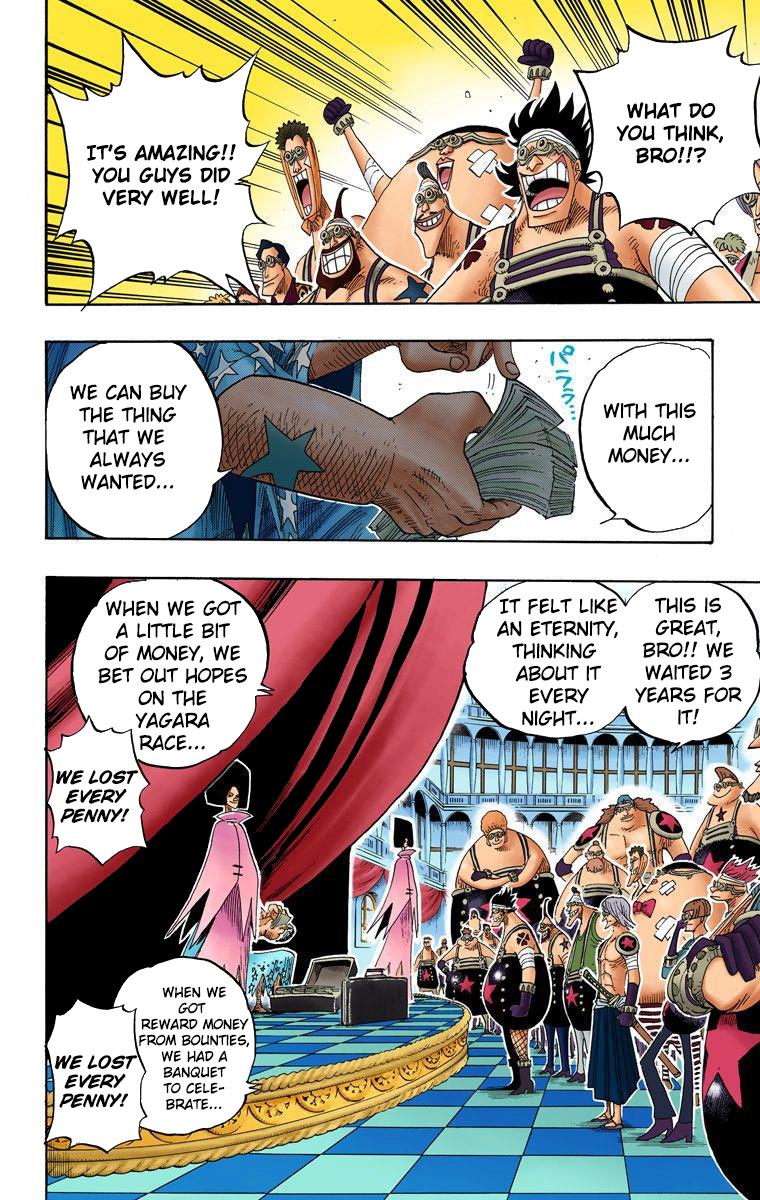 WHAT DO
YOU THINK,
BRO!!?
IT'S AMAZING!!
YOU GUYS DID
VERY WELL!
WITH THIS
MUCH
MONEY...
パラララ...
WE CAN BUY
THE THING
THAT WE
ALWAYS
WANTED...
THIS IS
GREAT,
BRO!! WE
WAITED 3
YEARS FOR
IT!
IT FELT LIKE
AN ETERNITY,
THINKING
ABOUT IT
EVERY
NIGHT...
WHEN WE GOT
A LITTLE BIT
OF MONEY, WE
BET OUT HOPES
ON THE
YAGARA
RACE...
WE LOST
EVERY
PENNY!
WHEN WE
GOT
REWARD MONEY
FROM BOUNTIES,
WE HAD A
BANQUET
TO CELE-
BRATE...
WE LOST
EVERY
PENNY!